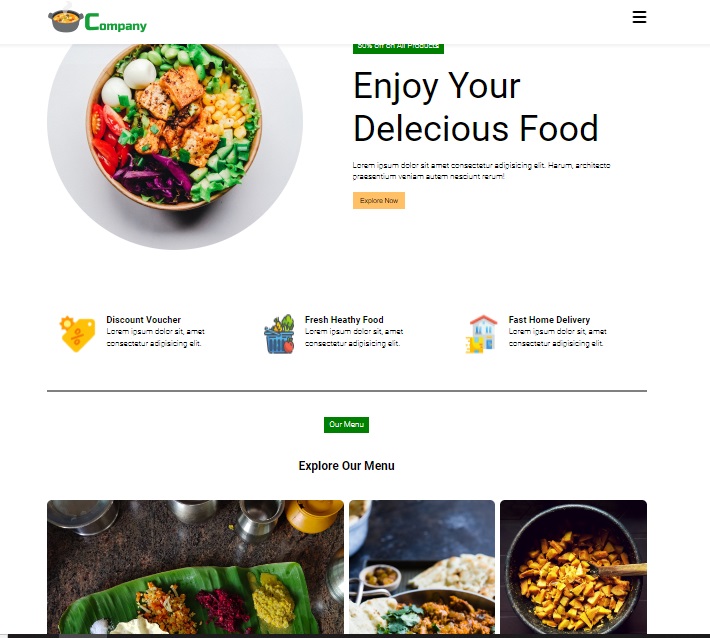 Company
50% off on All Products
Enjoy Your
Delecious Food
Lorem ipsum dolor sit amet consectetur adipisicing elit. Harum, architecto
praesentium veniam autem nesciunt rerum!
Explore Now
Discount Voucher
Lorem ipsum dolor sit, amet
consectetur adipisicing elit.
Fresh Heathy Food
Lorem ipsum dolor sit, amet
consectetur adipisicing elit.
Fast Home Delivery
Lorem ipsum dolor sit, amet
consectetur adipisicing elit.
Our Menu
Explore Our Menu